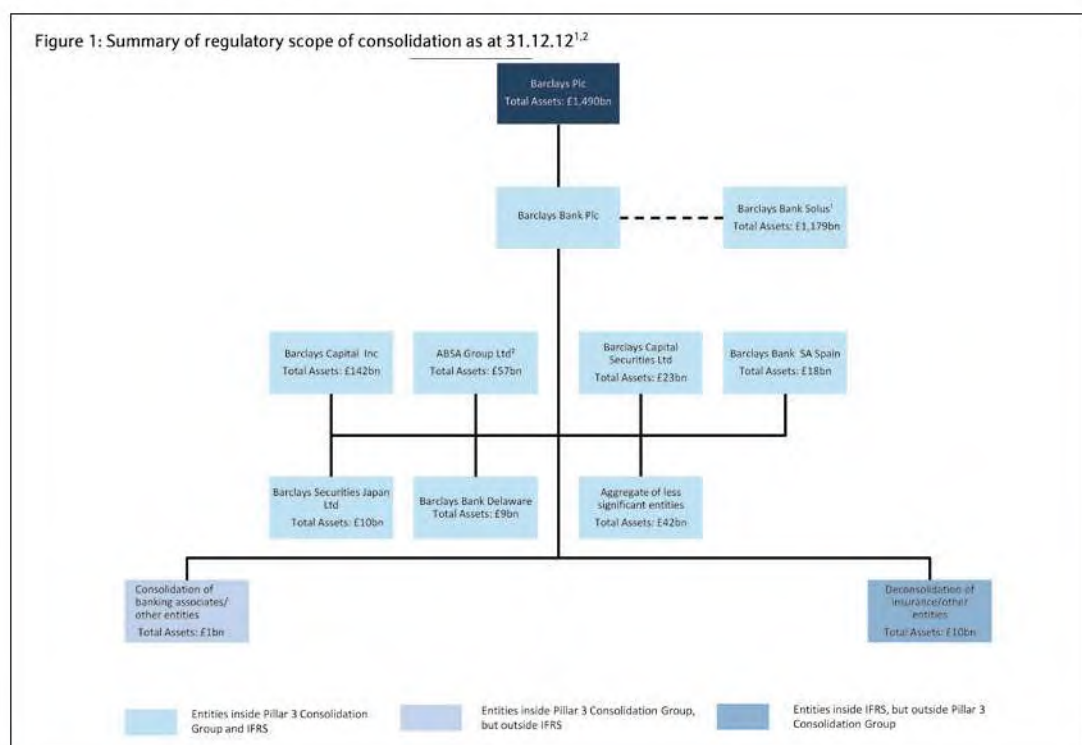 Figure 1: Summary of regulatory scope of consolidation as at 31.12.12¹,²
Barclays Plc
Total Assets: £1,490bn
Barclays Bank Plc
Barclays Bank Solus¹
Total Assets: £1,179bn
Barclays Capital Inc
Total Assets: £142bn
ABSA Group Ltd²
Total Assets: £57bn
Barclays Capital
Securities Ltd
Total Assets: £23bn
Barclays Bank SA Spain
Total Assets: £18bn
Barclays Securities Japan
Ltd
Total Assets: £10bn
Barclays Bank Delaware
Total Assets: £9bn
Aggregate of less
significant entities
Total Assets: £42bn
Consolidation of
banking associates/
other entities
Total Assets: £1bn
Deconsolidation of
insurance/other
entities
Total Assets: £10bn
Entities inside Pillar 3 Consolidation
Group and IFRS
Entities inside Pillar 3 Consolidation Group,
but outside IFRS
Entities inside IFRS, but outside Pillar 3
Consolidation Group